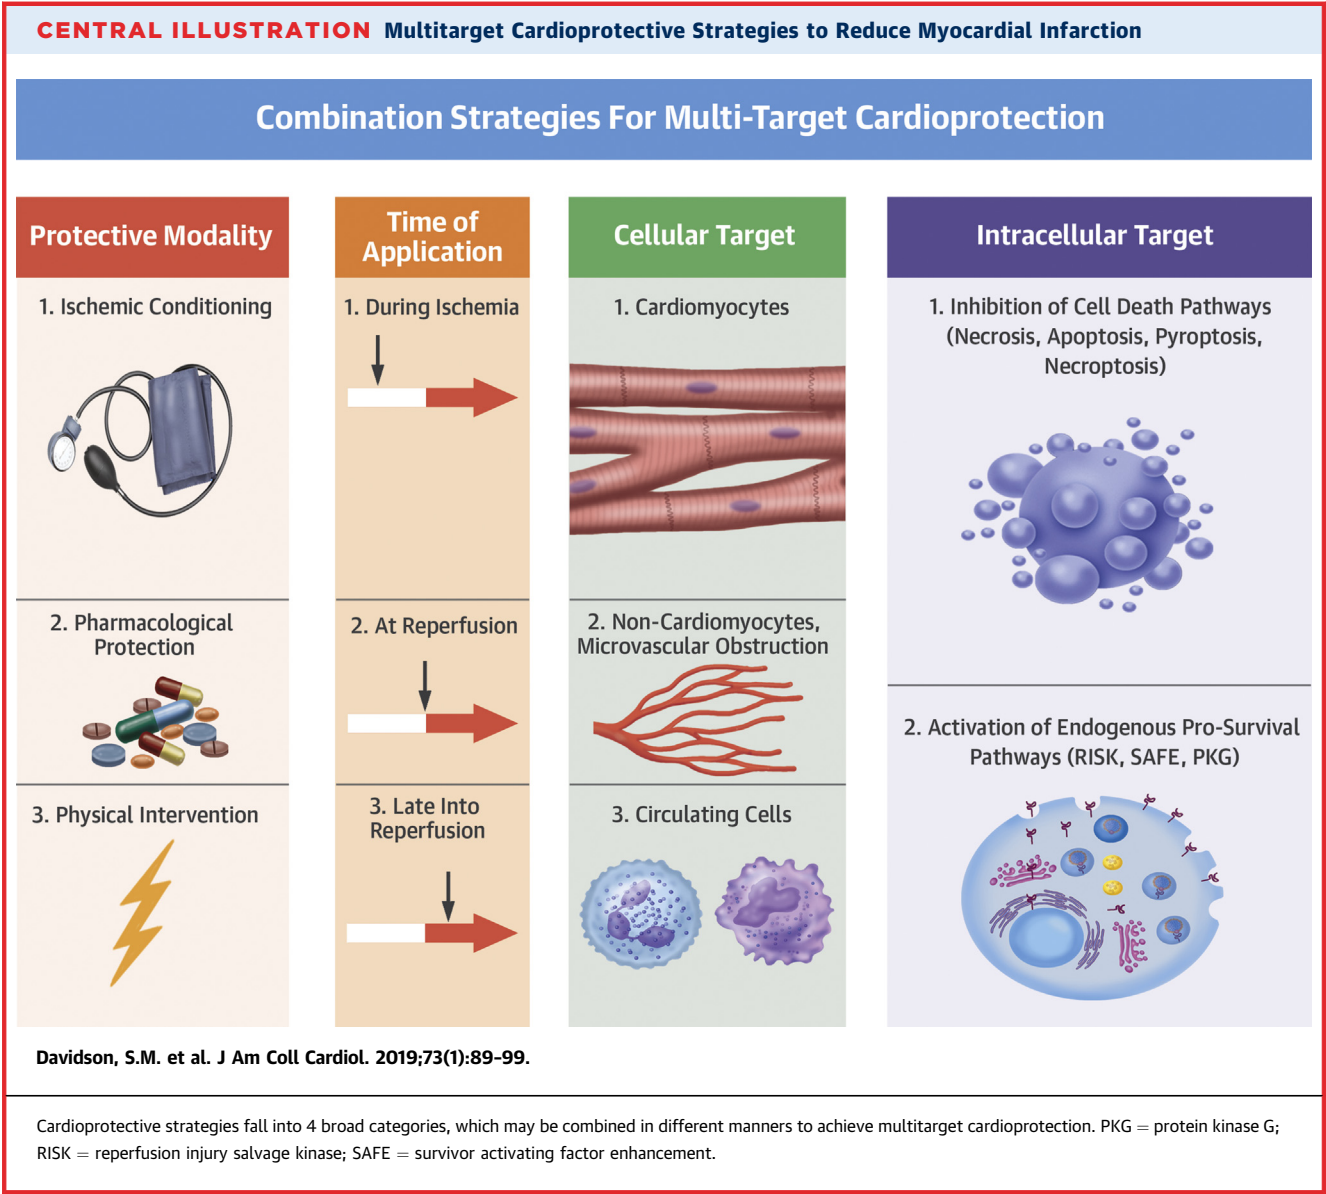 CENTRAL ILLUSTRATION Multitarget Cardioprotective Strategies to Reduce Myocardial Infarction
Combination Strategies For Multi-Target Cardioprotection
Protective Modality
1. Ischemic Conditioning
2. Pharmacological
Protection
3. Physical Intervention
Time of
Application
1. During Ischemia
2. At Reperfusion
3. Late Into
Reperfusion
Cellular Target
1. Cardiomyocytes
2. Non-Cardiomyocytes,
Microvascular Obstruction
3. Circulating Cells
Intracellular Target
1. Inhibition of Cell Death Pathways
(Necrosis, Apoptosis, Pyroptosis,
Necroptosis)
2. Activation of Endogenous Pro-Survival
Pathways (RISK, SAFE, PKG)
Davidson, S.M. et al. J Am Coll Cardiol. 2019;73(1):89–99.
Cardioprotective strategies fall into 4 broad categories, which may be combined in different manners to achieve multitarget cardioprotection. PKG = protein kinase G;
RISK = reperfusion injury salvage kinase; SAFE = survivor activating factor enhancement.